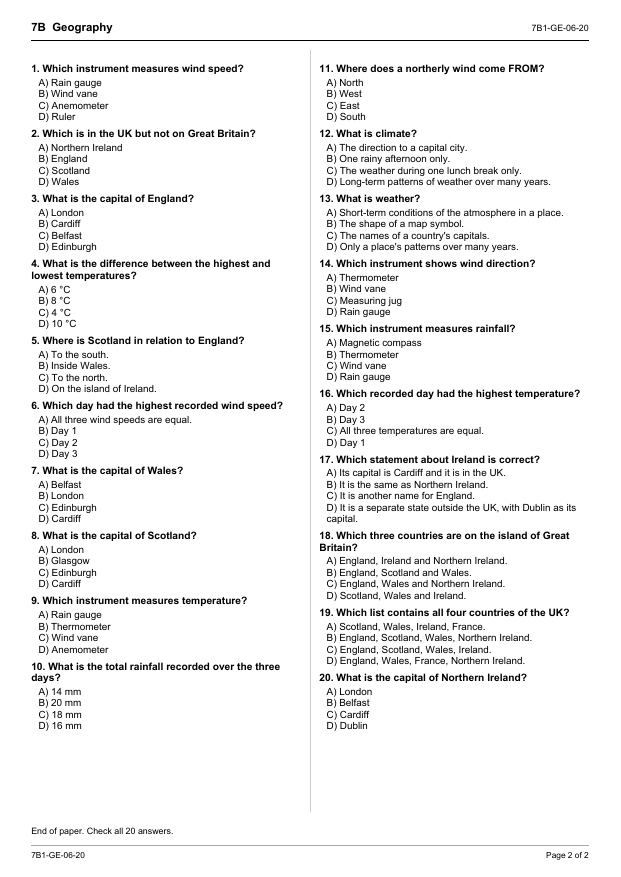 7B Geography
7B1-GE-06-20
1. Which instrument measures wind speed?
A) Rain gauge
B) Wind vane
C) Anemometer
D) Ruler
2. Which is in the UK but not on Great Britain?
A) Northern Ireland
B) England
C) Scotland
D) Wales
3. What is the capital of England?
A) London
B) Cardiff
C) Belfast
D) Edinburgh
4. What is the difference between the highest and
lowest temperatures?
A) 6 °C
B) 8 °C
C) 4 °C
D) 10 °C
5. Where is Scotland in relation to England?
A) To the south.
B) Inside Wales.
C) To the north.
D) On the island of Ireland.
6. Which day had the highest recorded wind speed?
A) All three wind speeds are equal.
B) Day 1
C) Day 2
D) Day 3
7. What is the capital of Wales?
A) Belfast
B) London
C) Edinburgh
D) Cardiff
8. What is the capital of Scotland?
A) London
B) Glasgow
C) Edinburgh
D) Cardiff
9. Which instrument measures temperature?
A) Rain gauge
B) Thermometer
C) Wind vane
D) Anemometer
10. What is the total rainfall recorded over the three
days?
A) 14 mm
B) 20 mm
C) 18 mm
D) 16 mm
11. Where does a northerly wind come FROM?
A) North
B) West
C) East
D) South
12. What is climate?
A) The direction to a capital city.
B) One rainy afternoon only.
C) The weather during one lunch break only.
D) Long-term patterns of weather over many years.
13. What is weather?
A) Short-term conditions of the atmosphere in a place.
B) The shape of a map symbol.
C) The names of a country's capitals.
D) Only a place's patterns over many years.
14. Which instrument shows wind direction?
A) Thermometer
B) Wind vane
C) Measuring jug
D) Rain gauge
15. Which instrument measures rainfall?
A) Magnetic compass
B) Thermometer
C) Wind vane
D) Rain gauge
16. Which recorded day had the highest temperature?
A) Day 2
B) Day 3
C) All three temperatures are equal.
D) Day 1
17. Which statement about Ireland is correct?
A) Its capital is Cardiff and it is in the UK.
B) It is the same as Northern Ireland.
C) It is another name for England.
D) It is a separate state outside the UK, with Dublin as its
capital.
18. Which three countries are on the island of Great
Britain?
A) England, Ireland and Northern Ireland.
B) England, Scotland and Wales.
C) England, Wales and Northern Ireland.
D) Scotland, Wales and Ireland.
19. Which list contains all four countries of the UK?
A) Scotland, Wales, Ireland, France.
B) England, Scotland, Wales, Northern Ireland.
C) England, Scotland, Wales, Ireland.
D) England, Wales, France, Northern Ireland.
20. What is the capital of Northern Ireland?
A) London
B) Belfast
C) Cardiff
D) Dublin
End of paper. Check all 20 answers.
7B1-GE-06-20
Page 2 of 2